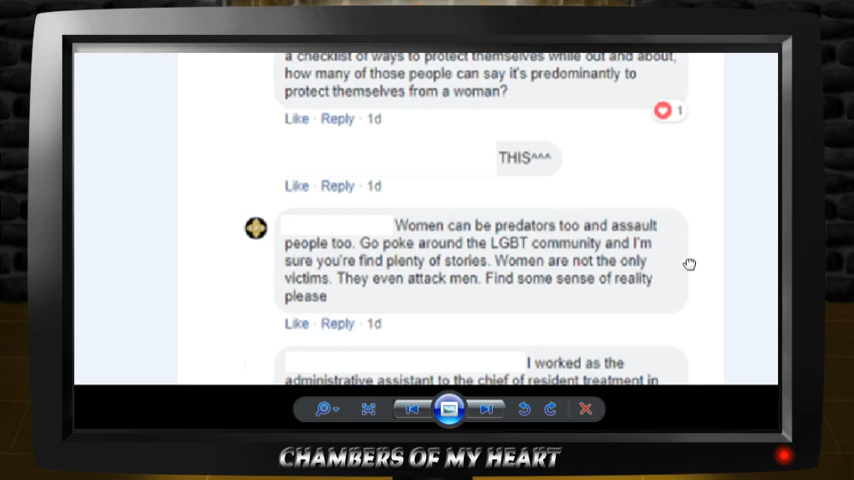 a checklist of ways to protect themselves while out and about,
how many of those people can say it's predominantly to
protect themselves from a woman?
1
Like · Reply · 1d
THIS^^^
Like · Reply · 1d
Women can be predators too and assault
people too. Go poke around the LGBT community and I'm
sure you're find plenty of stories. Women are not the only
victims. They even attack men. Find some sense of reality
please
Like · Reply · 1d
I worked as the
administrative assistant to the chief of resident treatment in
CHAMBERS OF MY HEART